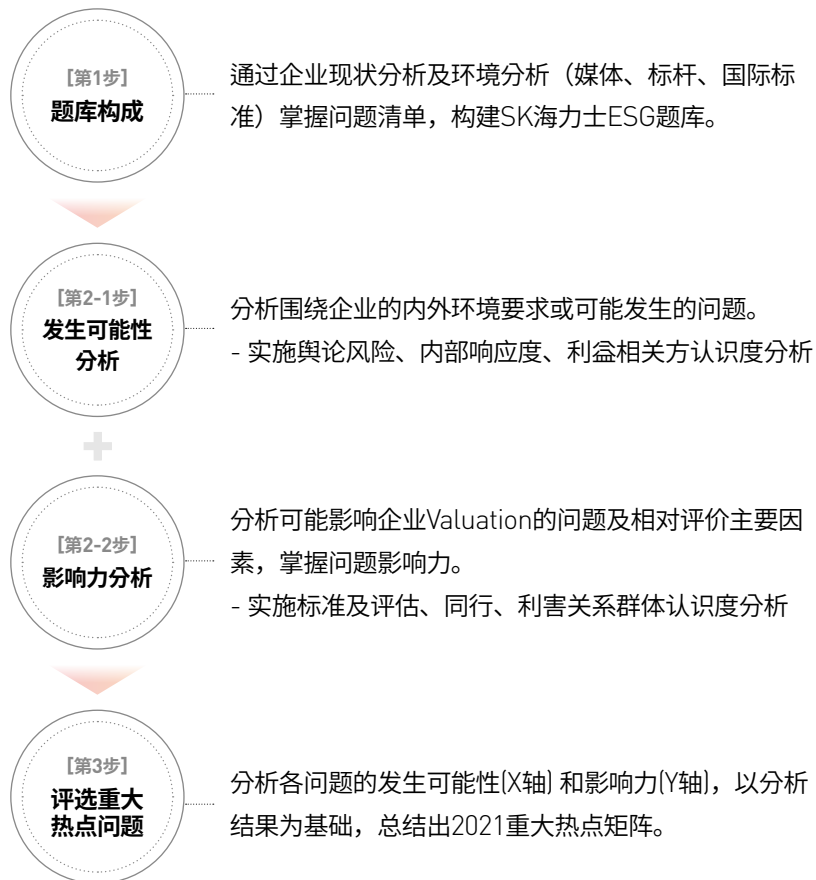 [第1步]
题库构成
通过企业现状分析及环境分析（媒体、标杆、国际标
准）掌握问题清单，构建SK海力士ESG题库。
[第2-1步]
发生可能性
分析
分析围绕企业的内外环境要求或可能发生的问题。
- 实施舆论风险、内部响应度、利益相关方认识度分析
[第2-2步]
影响力分析
分析可能影响企业Valuation的问题及相对评价主要因
素，掌握问题影响力。
- 实施标准及评估、同行、利害关系群体认识度分析
[第3步]
评选重大
热点问题
分析各问题的发生可能性(X轴) 和影响力(Y轴)，以分析
结果为基础，总结出2021重大热点矩阵。